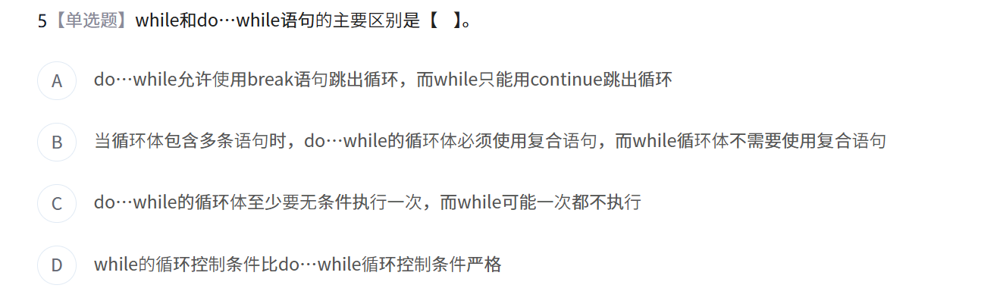 5【单选题】while和do…while语句的主要区别是【 】。
A do…while允许使用break语句跳出循环，而while只能用continue跳出循环
B 当循环体包含多条语句时，do…while的循环体必须使用复合语句，而while循环体不需要使用复合语句
C do…while的循环体至少要无条件执行一次，而while可能一次都不执行
D while的循环控制条件比do…while循环控制条件严格